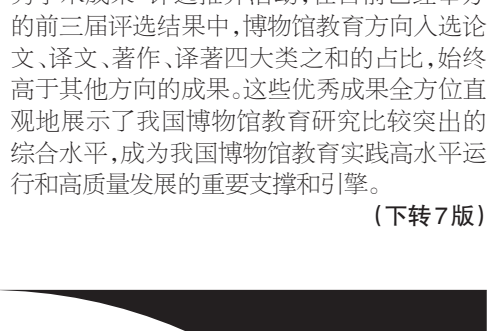 的前三届评选结果中,博物馆教育方向入选论
文、译文、著作、译著四大类之和的占比,始终
高于其他方向的成果。这些优秀成果全方位直
观地展示了我国博物馆教育研究比较突出的
综合水平,成为我国博物馆教育实践高水平运
行和高质量发展的重要支撑和引擎。
(下转7版)